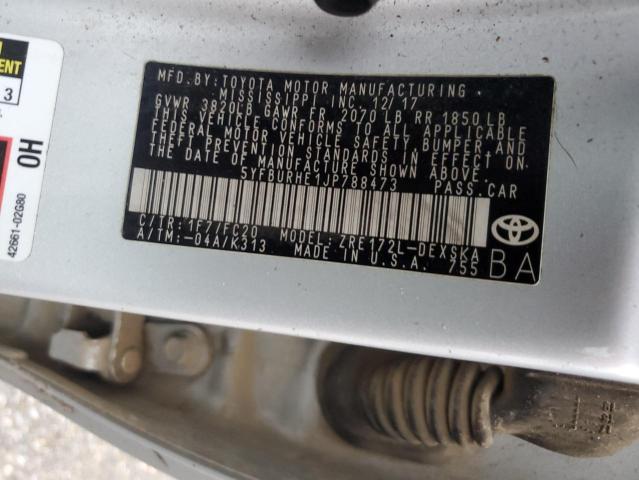 MFD.BY:TOYOTA MOTOR MANUFACTURING
MISSISSIPPI, INC. 12/17
GVWR 3820LB GAWR FR 2070 LB RR 1850 LB
THIS VEHICLE CONFORMS TO ALL APPLICABLE
FEDERAL MOTOR VEHICLE SAFETY BUMPER AND
THEFT PREVENTION STANDARDS IN EFFECT ON
THE DATE OF MANUFACTURE SHOWN ABOVE.
5YFBURHE1JP788473 PASS.CAR
C/TR:1F7/FC20 MODEL:ZRE172L-DEXSKA
A/TM:-04A/K313 MADE IN U.S.A. 755
BA
3
OH
42661-02G80